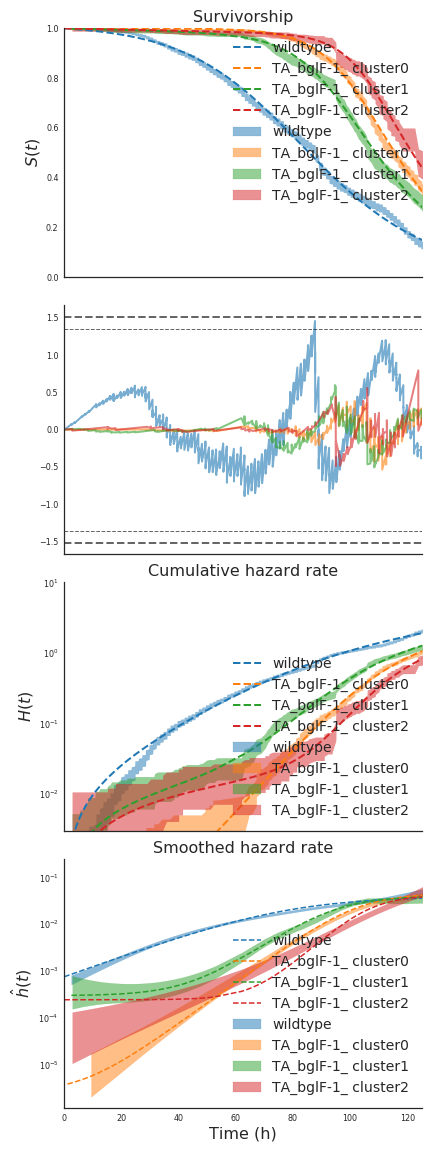 Survivorship
1.0
0.8
0.6
0.4
0.2
0.0
S(t)
wildtype
TA_bglF-1_ cluster0
TA_bglF-1_ cluster1
TA_bglF-1_ cluster2
wildtype
TA_bglF-1_ cluster0
TA_bglF-1_ cluster1
TA_bglF-1_ cluster2
1.5
1.0
0.5
0.0
−0.5
−1.0
−1.5
Cumulative hazard rate
10¹
10⁰
10⁻¹
10⁻²
H(t)
wildtype
TA_bglF-1_ cluster0
TA_bglF-1_ cluster1
TA_bglF-1_ cluster2
wildtype
TA_bglF-1_ cluster0
TA_bglF-1_ cluster1
TA_bglF-1_ cluster2
Smoothed hazard rate
10⁻¹
10⁻²
10⁻³
10⁻⁴
10⁻⁵
ĥ(t)
wildtype
TA_bglF-1_ cluster0
TA_bglF-1_ cluster1
TA_bglF-1_ cluster2
wildtype
TA_bglF-1_ cluster0
TA_bglF-1_ cluster1
TA_bglF-1_ cluster2
0 20 40 60 80 100 120
Time (h)